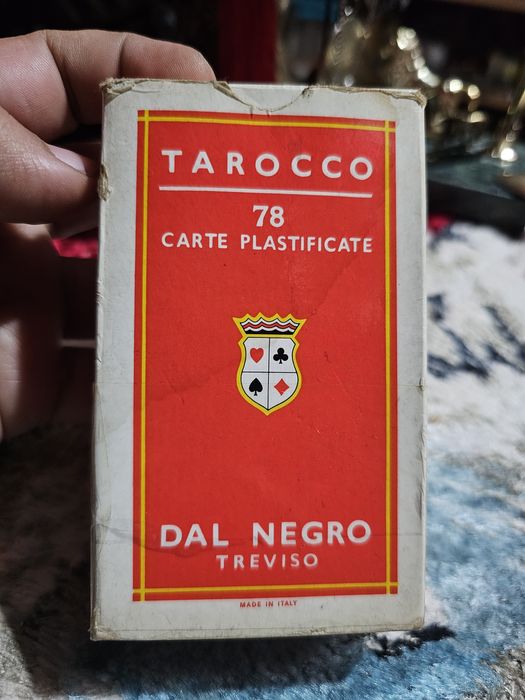 TAROCCO
78
CARTE PLASTIFICATE
DAL NEGRO
TREVISO
MADE IN ITALY